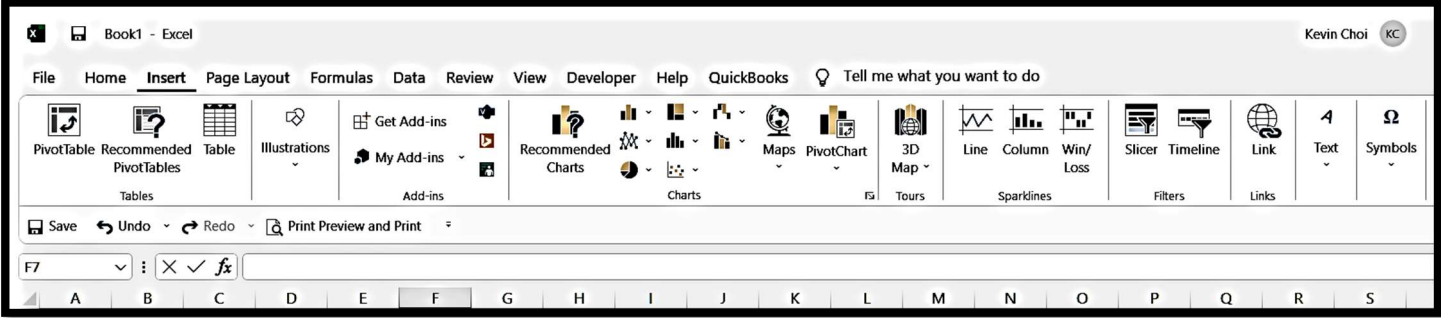 Book1 - Excel
Kevin Choi KC
File Home Insert Page Layout Formulas Data Review View Developer Help QuickBooks Tell me what you want to do
PivotTable Recommended PivotTables Table
Illustrations
Get Add-ins
My Add-ins
Recommended Charts
Maps PivotChart
3D Map
Line Column Win/Loss
Slicer Timeline
Link
Text
Symbols
Tables Add-ins Charts Tours Sparklines Filters Links
Save Undo Redo Print Preview and Print
F7 fx
A B C D E F G H I J K L M N O P Q R S